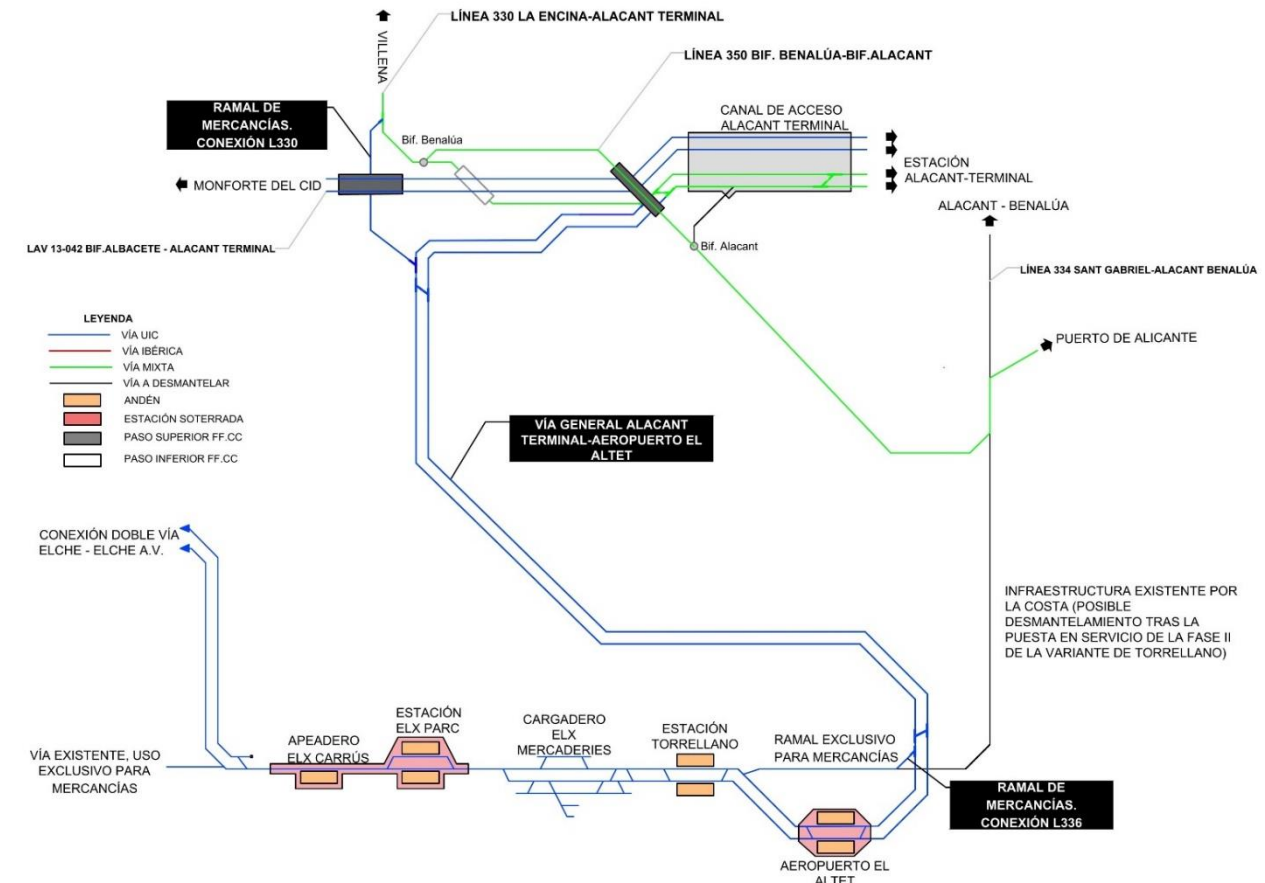 LÍNEA 330 LA ENCINA-ALACANT TERMINAL
VILLENA
LÍNEA 350 BIF. BENALÚA-BIF.ALACANT
RAMAL DE
MERCANCÍAS.
CONEXIÓN L330
Bif. Benalúa
CANAL DE ACCESO
ALACANT TERMINAL
MONFORTE DEL CID
ESTACIÓN
ALACANT-TERMINAL
ALACANT - BENALÚA
LAV 13-042 BIF.ALBACETE - ALACANT TERMINAL
Bif. Alacant
LÍNEA 334 SANT GABRIEL-ALACANT BENALÚA
LEYENDA
VÍA UIC
VÍA IBÉRICA
VÍA MIXTA
VÍA A DESMANTELAR
ANDÉN
ESTACIÓN SOTERRADA
PASO SUPERIOR FF.CC
PASO INFERIOR FF.CC
PUERTO DE ALICANTE
VÍA GENERAL ALACANT
TERMINAL-AEROPUERTO EL
ALTET
CONEXIÓN DOBLE VÍA
ELCHE - ELCHE A.V.
INFRAESTRUCTURA EXISTENTE POR
LA COSTA (POSIBLE
DESMANTELAMIENTO TRAS LA
PUESTA EN SERVICIO DE LA FASE II
DE LA VARIANTE DE TORRELLANO)
VÍA EXISTENTE, USO
EXCLUSIVO PARA
MERCANCÍAS
APEADERO
ELX CARRÚS
ESTACIÓN
ELX PARC
CARGADERO
ELX
MERCADERIES
ESTACIÓN
TORRELLANO
RAMAL EXCLUSIVO
PARA MERCANCÍAS
RAMAL DE
MERCANCÍAS.
CONEXIÓN L336
AEROPUERTO EL
ALTET